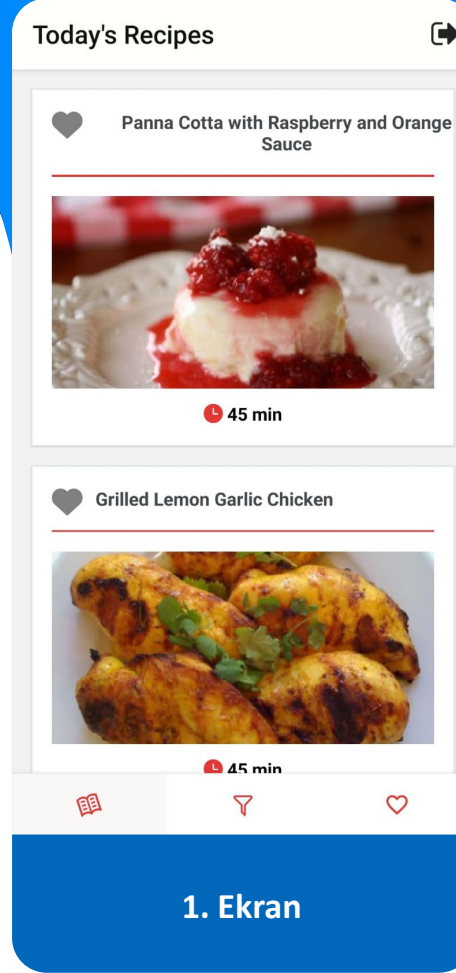 Today's Recipes
Panna Cotta with Raspberry and Orange
Sauce
45 min
Grilled Lemon Garlic Chicken
45 min
1. Ekran